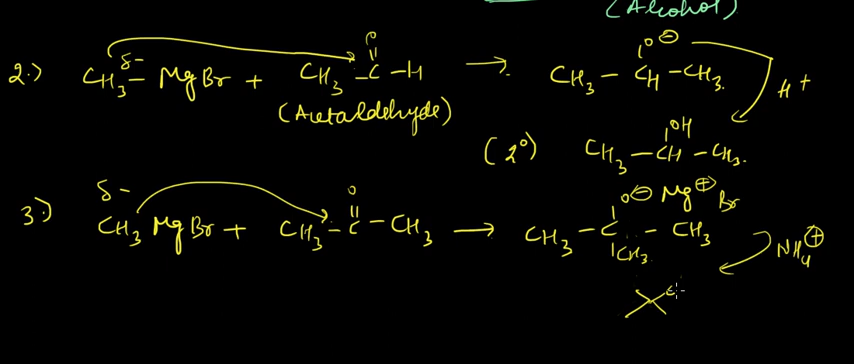 (Alcohol)
O O⊖
2.) CH3 δ- MgBr + CH3 - C - H → CH3 - CH - CH3. H+
(Acetaldehyde)
OH
(2°) CH3 - CH - CH3.
δ- O O⊖ Mg⊕ Br
3.) CH3 MgBr + CH3 - C - CH3 → CH3 - C - CH3 NH4⊕
CH3